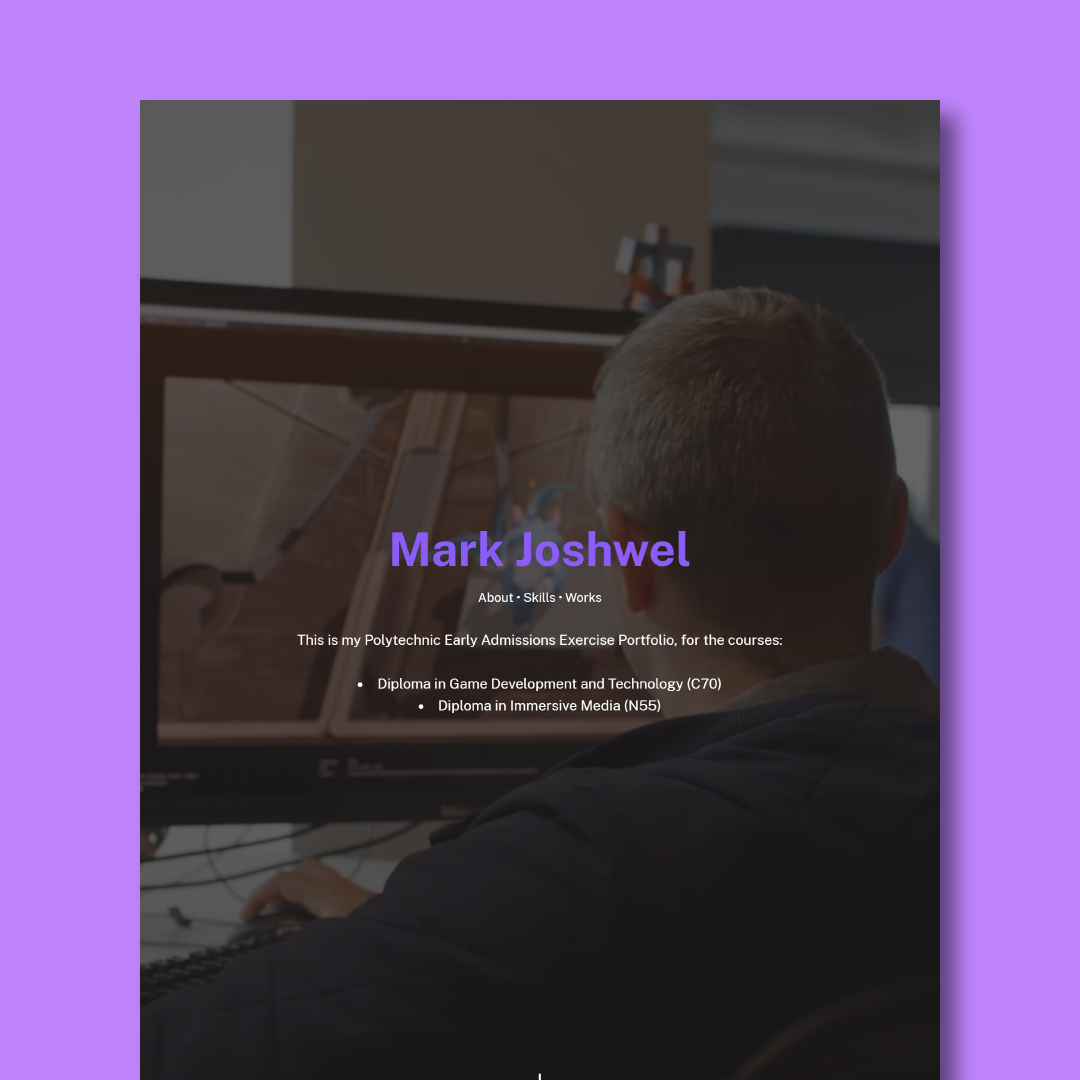 Mark Joshwel
About • Skills • Works
This is my Polytechnic Early Admissions Exercise Portfolio, for the courses:
• Diploma in Game Development and Technology (C70)
• Diploma in Immersive Media (N55)